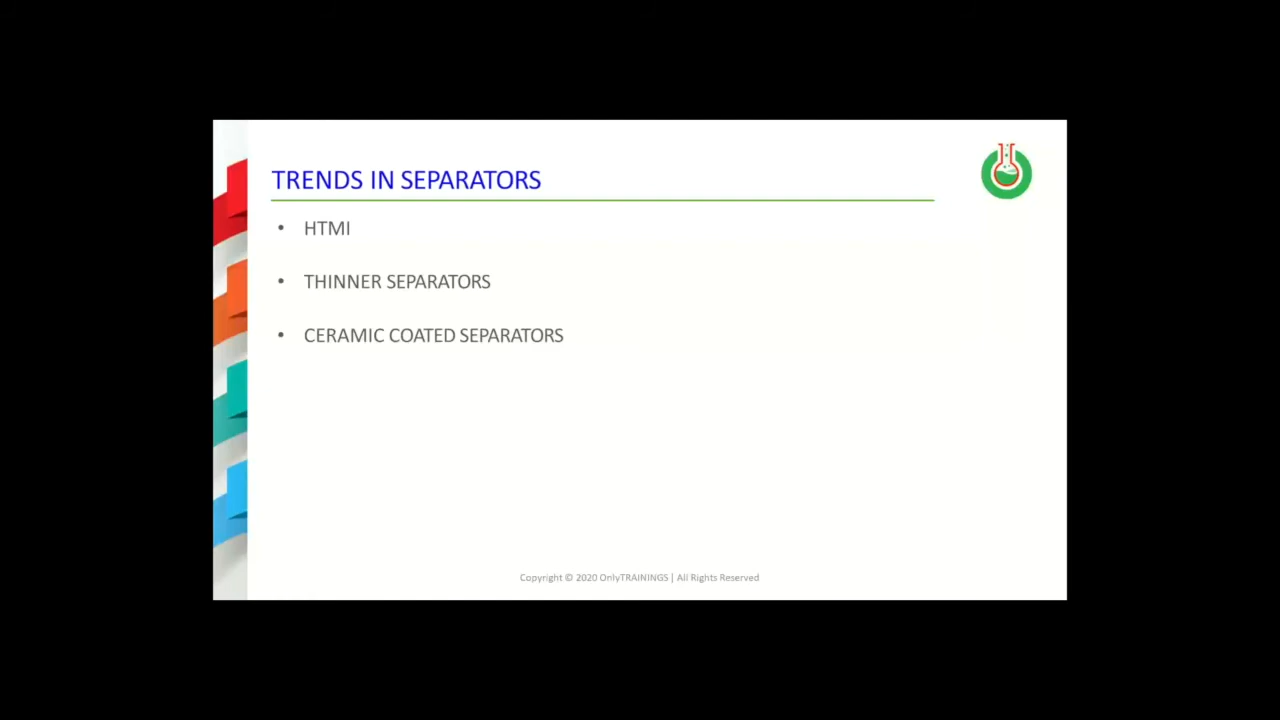 TRENDS IN SEPARATORS
• HTMI
• THINNER SEPARATORS
• CERAMIC COATED SEPARATORS
Copyright © 2020 OnlyTRAININGS | All Rights Reserved